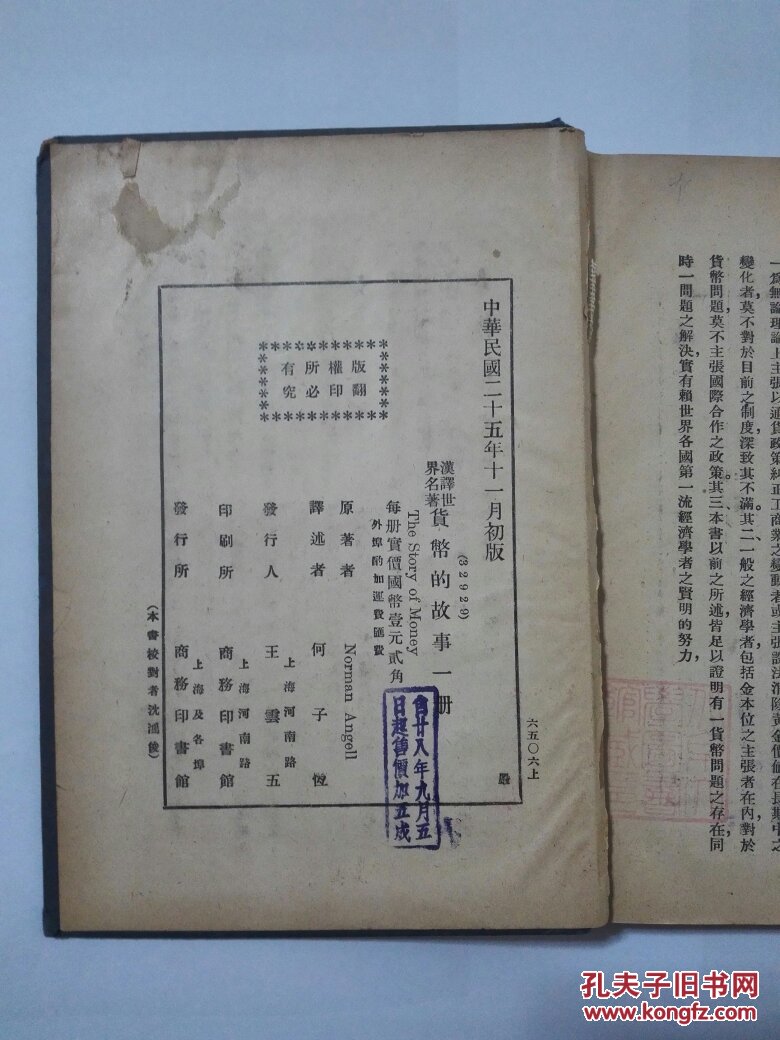 一爲無論理論上主張以通貨政策糾正工商業之變動者或主張設法消除黃金價值在長期中之
變化者莫不對於目前之制度深致其不滿其二一般之經濟學者包括金本位之主張者在內對於
貨幣問題莫不主張國際合作之政策其三本書以前之所述皆足以證明有一貨幣問題之存在同
時一問題之解決實有賴世界各國第一流經濟學者之賢明的努力
六五〇六上
嚴
中華民國二十五年十一月初版
版權所有
翻印必究
(32929)
漢譯世界名著
貨幣的故事 一册
The Story of Money
每册實價國幣壹元貳角
外埠酌加運費匯費
原著者 Norman Angell
譯述者 何子恆
發行人 王雲五
上海河南路
印刷所 商務印書館
上海河南路
發行所 商務印書館
上海及各埠
(本書校對者沈鴻俊)
廿八年九月五
日起售價加五成
孔夫子旧书网
www.kongfz.com